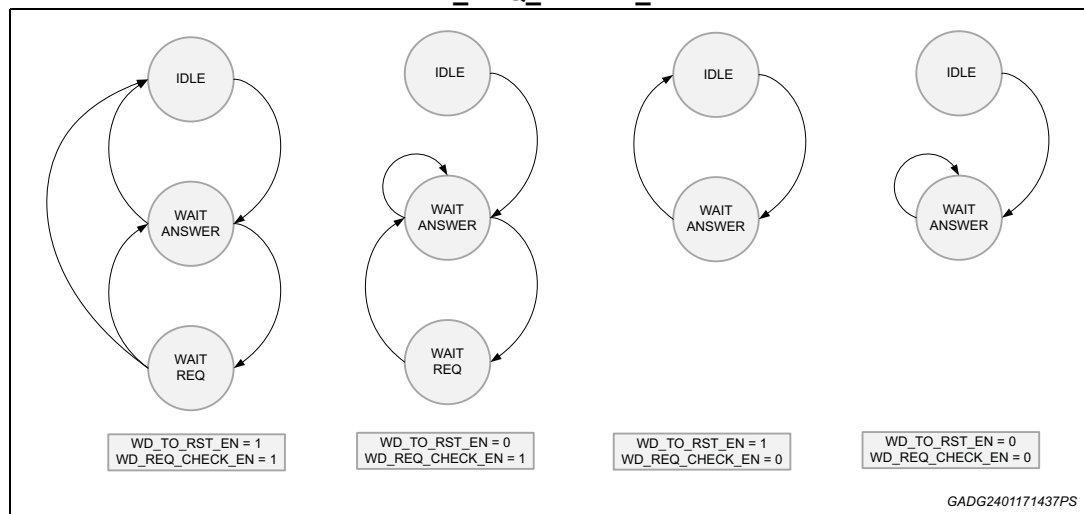 IDLE
WAIT
ANSWER
WAIT
REQ
WD_TO_RST_EN = 1
WD_REQ_CHECK_EN = 1
IDLE
WAIT
ANSWER
WAIT
REQ
WD_TO_RST_EN = 0
WD_REQ_CHECK_EN = 1
IDLE
WAIT
ANSWER
WD_TO_RST_EN = 1
WD_REQ_CHECK_EN = 0
IDLE
WAIT
ANSWER
WD_TO_RST_EN = 0
WD_REQ_CHECK_EN = 0
GADG2401171437PS